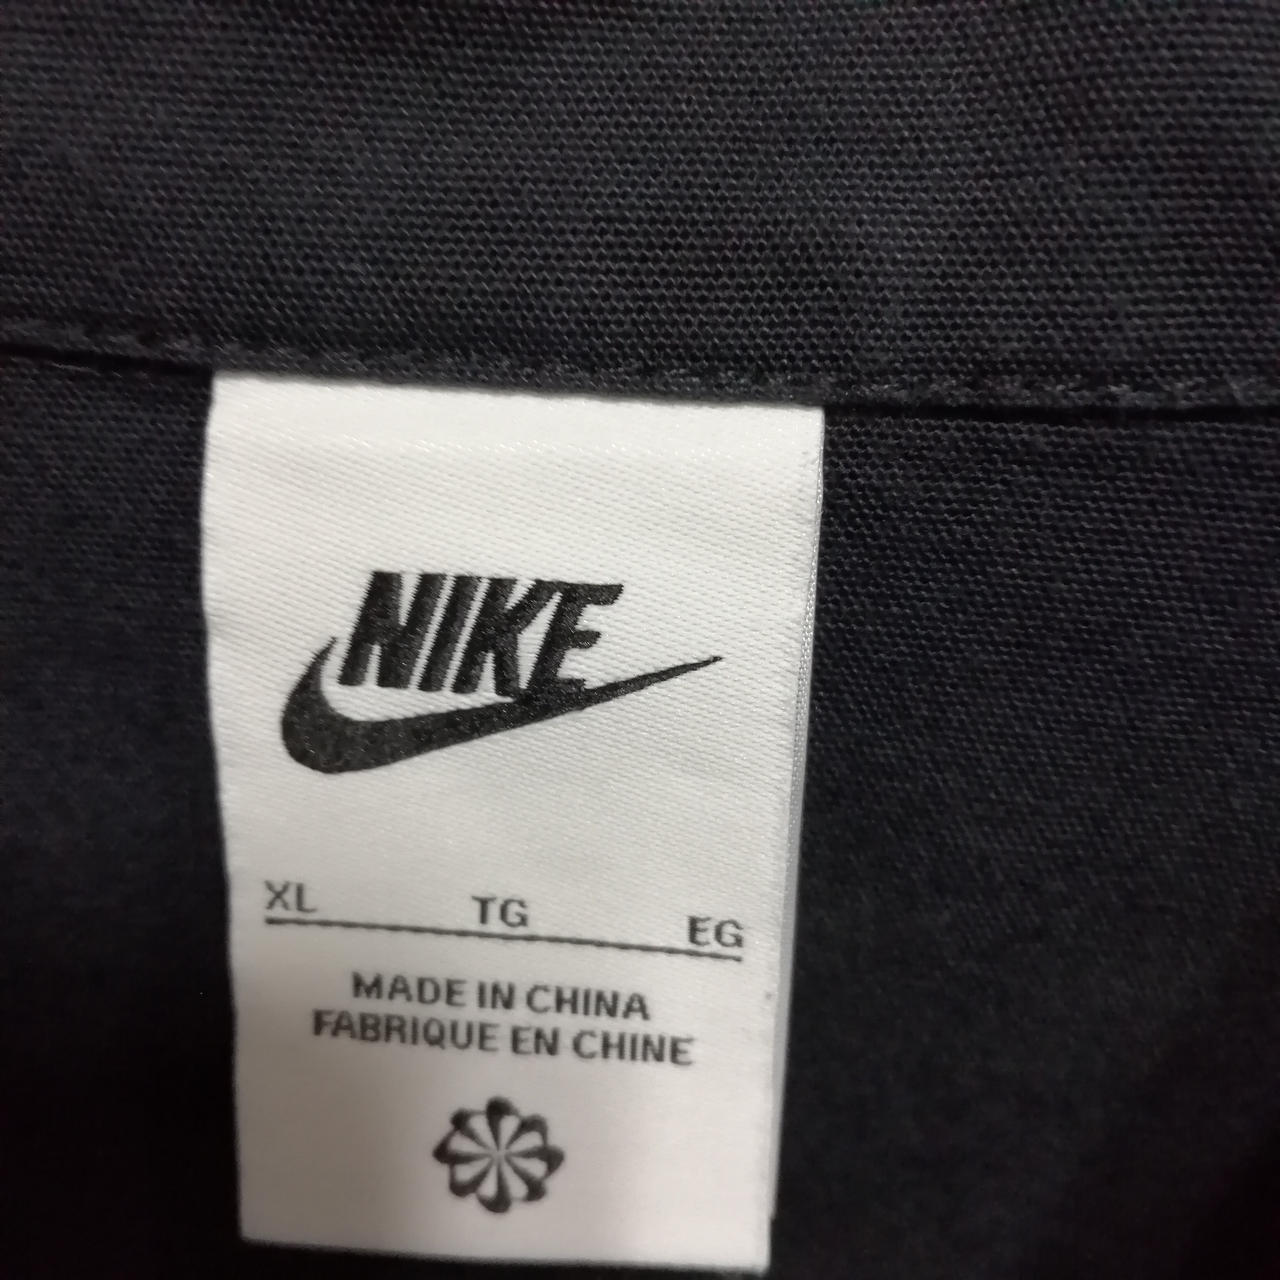 NIKE
XL TG EG
MADE IN CHINA
FABRIQUE EN CHINE